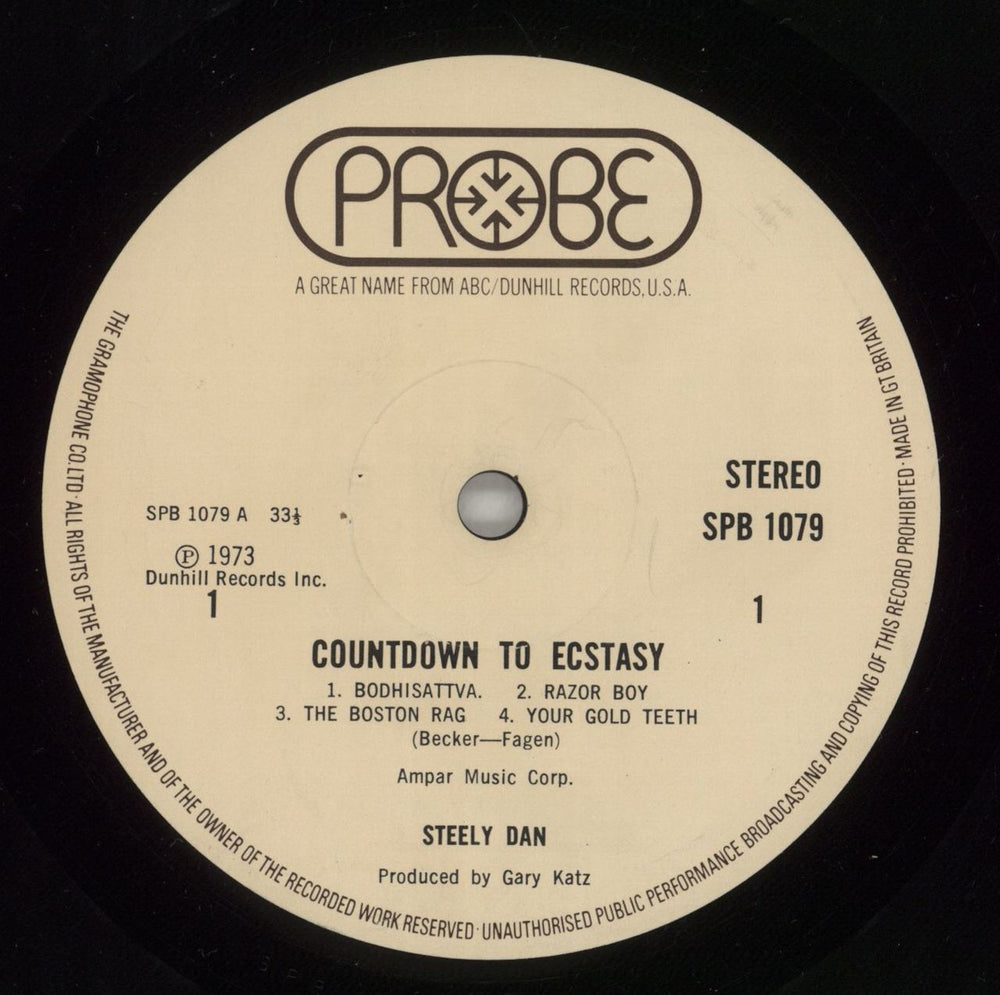 PROBE
A GREAT NAME FROM ABC/DUNHILL RECORDS, U.S.A.
THE GRAMOPHONE CO. LTD · ALL RIGHTS OF THE MANUFACTURER AND OF THE OWNER OF THE RECORDED WORK RESERVED · UNAUTHORISED PUBLIC PERFORMANCE BROADCASTING AND COPYING OF THIS RECORD PROHIBITED · MADE IN GT BRITAIN
STEREO
SPB 1079 A 33⅓
SPB 1079
Ⓟ 1973
Dunhill Records Inc.
1 1
COUNTDOWN TO ECSTASY
1. BODHISATTVA. 2. RAZOR BOY
3. THE BOSTON RAG 4. YOUR GOLD TEETH
(Becker—Fagen)
Ampar Music Corp.
STEELY DAN
Produced by Gary Katz